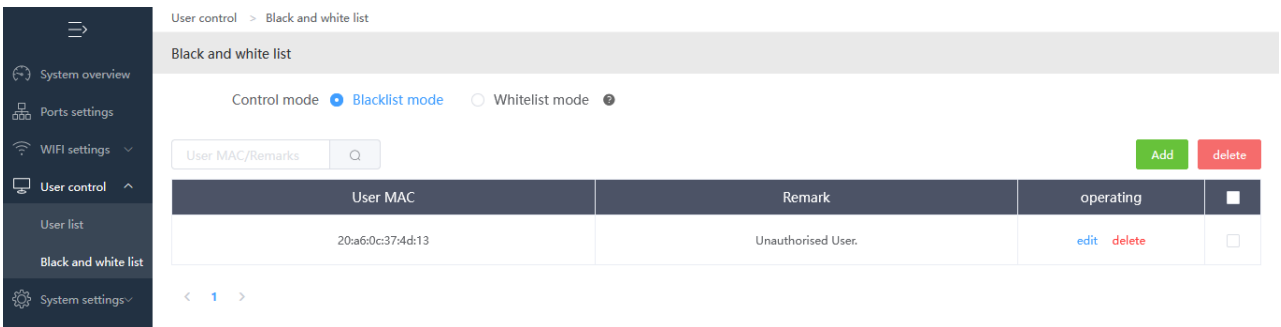 User control > Black and white list
Black and white list
System overview
Ports settings
WIFI settings
User control
User list
Black and white list
System settings
Control mode Blacklist mode Whitelist mode ?
User MAC/Remarks
Add delete
User MAC Remark operating
20:a6:0c:37:4d:13 Unauthorised User. edit delete
< 1 >